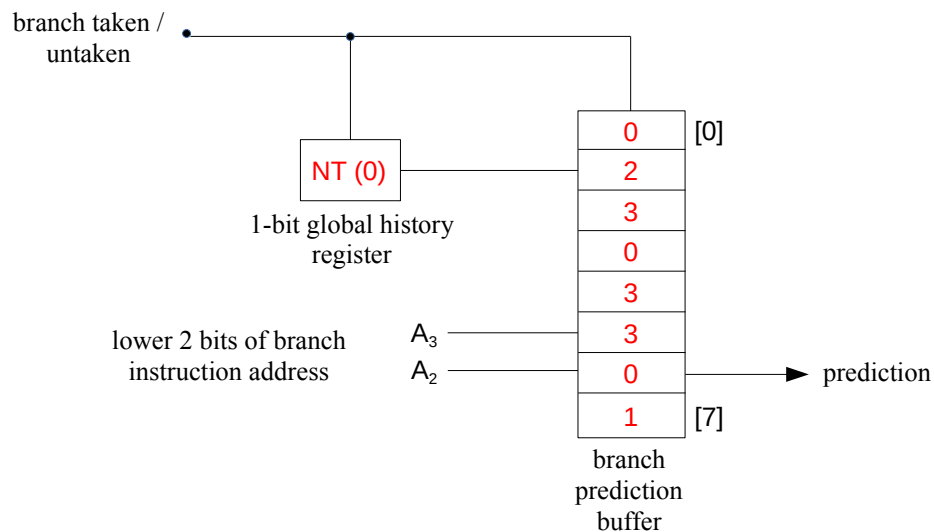 branch taken /
untaken
0 [0]
NT (0)
2
3
1-bit global history
register
0
3
lower 2 bits of branch
instruction address
A3
3
A2
0
prediction
1 [7]
branch
prediction
buffer